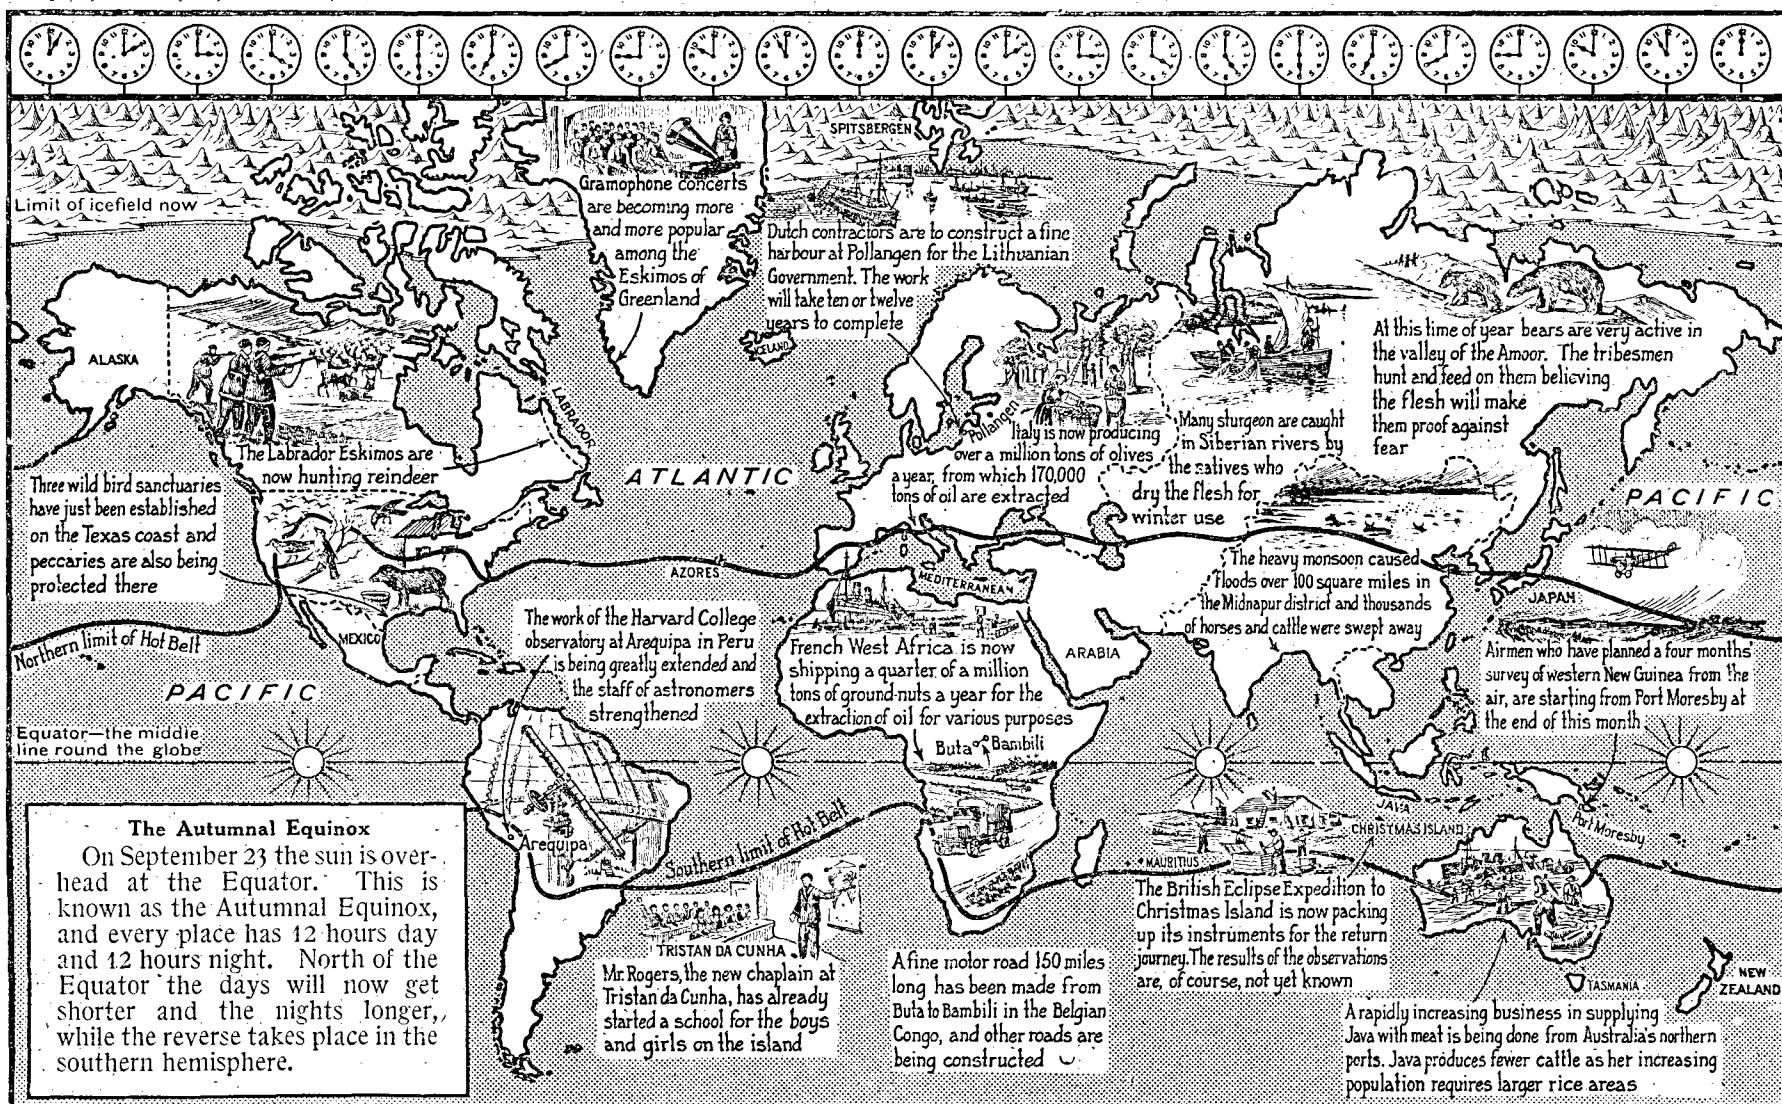 SPITSBERGEN
Limit of icefield now
Gramophone concerts
are becoming more
and more popular
among the
Eskimos of
Greenland
Dutch contractors are to construct a fine
harbour at Pollangen for the Lithuanian
Government. The work
will take ten or twelve
years to complete
ICELAND
ALASKA
LABRADOR
The Labrador Eskimos are
now hunting reindeer
At this time of year bears are very active in
the valley of the Amoor. The tribesmen
hunt and feed on them believing
the flesh will make
them proof against
fear
Pollangen
Italy is now producing
over a million tons of olives
a year, from which 170,000
tons of oil are extracted
Many sturgeon are caught
in Siberian rivers by
the natives who
dry the flesh for
winter use
ATLANTIC
PACIFIC
Three wild bird sanctuaries
have just been established
on the Texas coast and
peccaries are also being
protected there
AZORES
MEDITERRANEAN
The heavy monsoon caused
floods over 100 square miles in
the Midnapur district and thousands
of horses and cattle were swept away
JAPAN
Northern limit of Hot Belt
MEXICO
The work of the Harvard College
observatory at Arequipa in Peru
is being greatly extended and
the staff of astronomers
strengthened
French West Africa is now
shipping a quarter of a million
tons of ground-nuts a year for the
extraction of oil for various purposes
ARABIA
Airmen who have planned a four months'
survey of western New Guinea from the
air, are starting from Port Moresby at
the end of this month
PACIFIC
Equator—the middle
line round the globe
Buta
Bambili
The Autumnal Equinox
On September 23 the sun is over-
head at the Equator. This is
known as the Autumnal Equinox,
and every place has 12 hours day
and 12 hours night. North of the
Equator the days will now get
shorter and the nights longer,
while the reverse takes place in the
southern hemisphere.
Arequipa
Southern limit of Hot Belt
JAVA
CHRISTMAS ISLAND
Port Moresby
MAURITIUS
The British Eclipse Expedition to
Christmas Island is now packing
up its instruments for the return
journey. The results of the observations
are, of course, not yet known
TRISTAN DA CUNHA
Mr. Rogers, the new chaplain at
Tristan da Cunha, has already
started a school for the boys
and girls on the island
A fine motor road 150 miles
long has been made from
Buta to Bambili in the Belgian
Congo, and other roads are
being constructed
TASMANIA
NEW
ZEALAND
A rapidly increasing business in supplying
Java with meat is being done from Australia's northern
ports. Java produces fewer cattle as her increasing
population requires larger rice areas